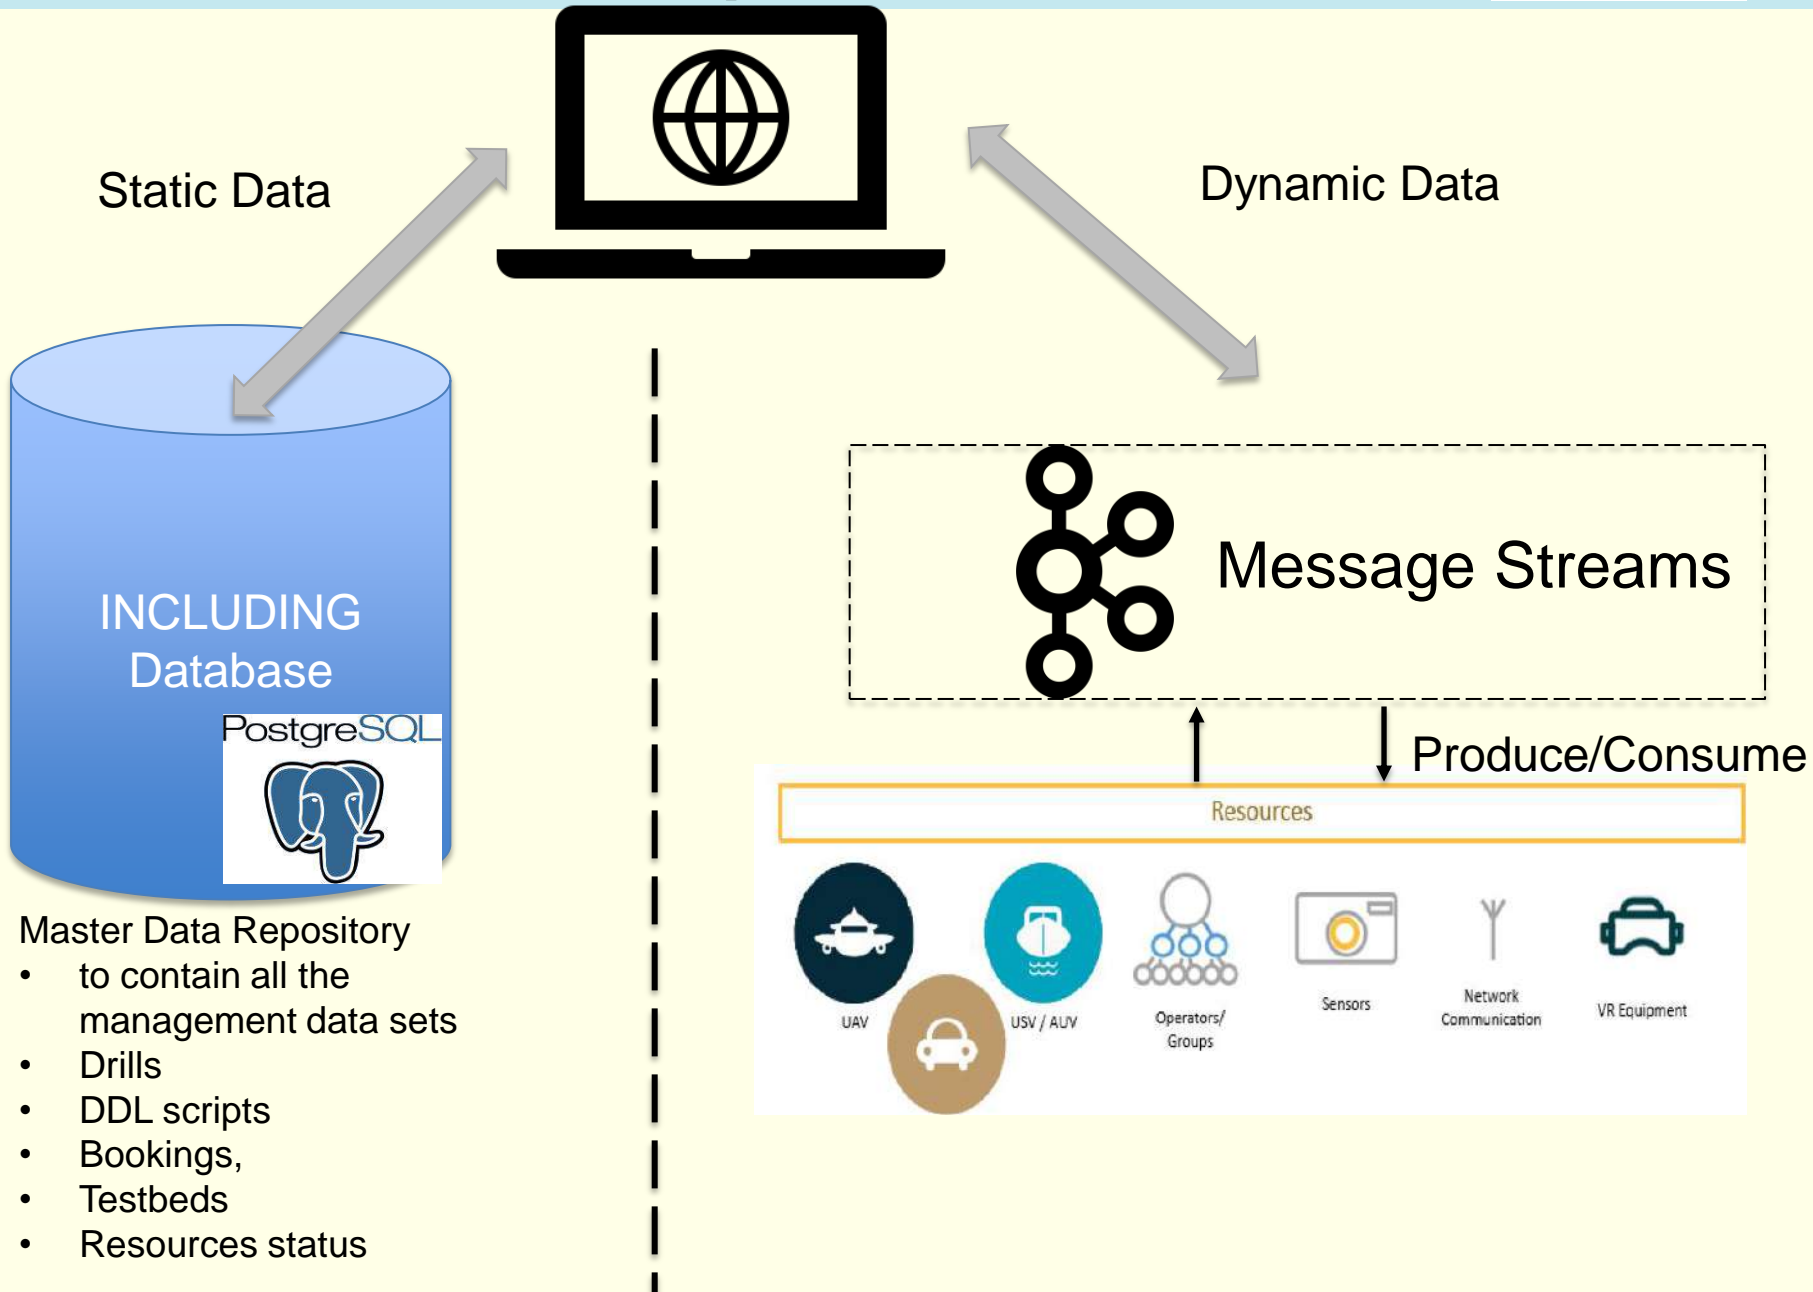 Static Data
Dynamic Data
INCLUDING
Database
PostgreSQL
Message Streams
Produce/Consume
Resources
UAV
USV / AUV
Operators/
Groups
Sensors
Network
Communication
VR Equipment
Master Data Repository
• to contain all the
management data sets
• Drills
• DDL scripts
• Bookings,
• Testbeds
• Resources status